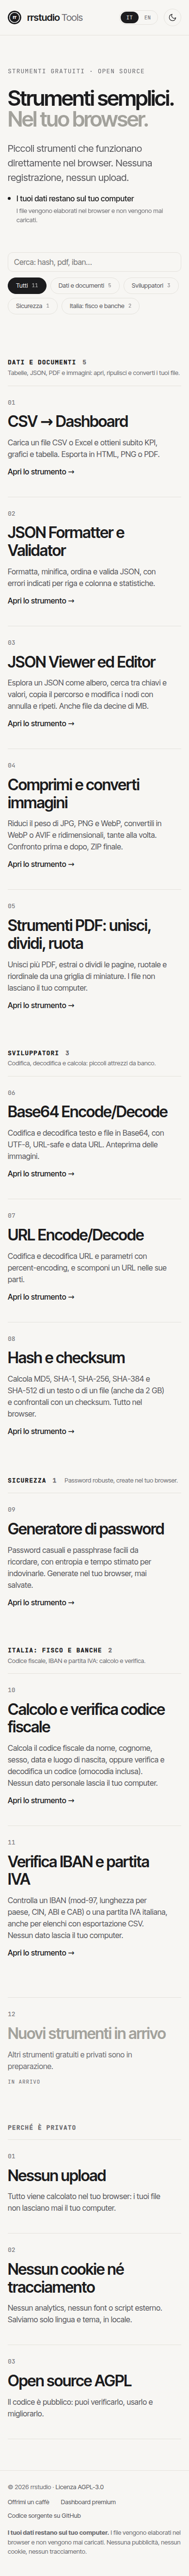 rrstudio Tools
IT EN
STRUMENTI GRATUITI · OPEN SOURCE
Strumenti semplici.
Nel tuo browser.
Piccoli strumenti che funzionano
direttamente nel browser. Nessuna
registrazione, nessun upload.
I tuoi dati restano sul tuo computer
I file vengono elaborati nel browser e non vengono mai
caricati.
Cerca: hash, pdf, iban...
Tutti 11 Dati e documenti 5 Sviluppatori 3
Sicurezza 1 Italia: fisco e banche 2
DATI E DOCUMENTI 5
Tabelle, JSON, PDF e immagini: apri, ripulisci e converti i tuoi file.
01
CSV → Dashboard
Carica un file CSV o Excel e ottieni subito KPI,
grafici e tabella. Esporta in HTML, PNG o PDF.
Apri lo strumento →
02
JSON Formatter e
Validator
Formatta, minifica, ordina e valida JSON, con
errori indicati per riga e colonna e statistiche.
Apri lo strumento →
03
JSON Viewer ed Editor
Esplora un JSON come albero, cerca tra chiavi e
valori, copia il percorso e modifica i nodi con
annulla e ripeti. Anche file da decine di MB.
Apri lo strumento →
04
Comprimi e converti
immagini
Riduci il peso di JPG, PNG e WebP, convertili in
WebP o AVIF e ridimensionali, tante alla volta.
Confronto prima e dopo, ZIP finale.
Apri lo strumento →
05
Strumenti PDF: unisci,
dividi, ruota
Unisci più PDF, estrai o dividi le pagine, ruotale e
riordinale da una griglia di miniature. I file non
lasciano il tuo computer.
Apri lo strumento →
SVILUPPATORI 3
Codifica, decodifica e calcola: piccoli attrezzi da banco.
06
Base64 Encode/Decode
Codifica e decodifica testo e file in Base64, con
UTF-8, URL-safe e data URL. Anteprima delle
immagini.
Apri lo strumento →
07
URL Encode/Decode
Codifica e decodifica URL e parametri con
percent-encoding, e scomponi un URL nelle sue
parti.
Apri lo strumento →
08
Hash e checksum
Calcola MD5, SHA-1, SHA-256, SHA-384 e
SHA-512 di un testo o di un file (anche da 2 GB)
e confrontali con un checksum. Tutto nel
browser.
Apri lo strumento →
SICUREZZA 1 Password robuste, create nel tuo browser.
09
Generatore di password
Password casuali e passphrase facili da
ricordare, con entropia e tempo stimato per
indovinarle. Generate nel tuo browser, mai
salvate.
Apri lo strumento →
ITALIA: FISCO E BANCHE 2
Codice fiscale, IBAN e partita IVA: calcolo e verifica.
10
Calcolo e verifica codice
fiscale
Calcola il codice fiscale da nome, cognome,
sesso, data e luogo di nascita, oppure verifica e
decodifica un codice (omocodia inclusa).
Nessun dato personale lascia il tuo computer.
Apri lo strumento →
11
Verifica IBAN e partita
IVA
Controlla un IBAN (mod-97, lunghezza per
paese, CIN, ABI e CAB) o una partita IVA italiana,
anche per elenchi con esportazione CSV.
Nessun dato lascia il tuo computer.
Apri lo strumento →
12
Nuovi strumenti in arrivo
Altri strumenti gratuiti e privati sono in
preparazione.
IN ARRIVO
PERCHÉ È PRIVATO
01
Nessun upload
Tutto viene calcolato nel tuo browser: i tuoi file
non lasciano mai il tuo computer.
02
Nessun cookie né
tracciamento
Nessun analytics, nessun font o script esterno.
Salviamo solo lingua e tema, in locale.
03
Open source AGPL
Il codice è pubblico: puoi verificarlo, usarlo e
migliorarlo.
© 2026 rrstudio · Licenza AGPL-3.0
Offrimi un caffè Dashboard premium
Codice sorgente su GitHub
I tuoi dati restano sul tuo computer. I file vengono elaborati nel
browser e non vengono mai caricati. Nessuna pubblicità, nessun
cookie, nessun tracciamento.